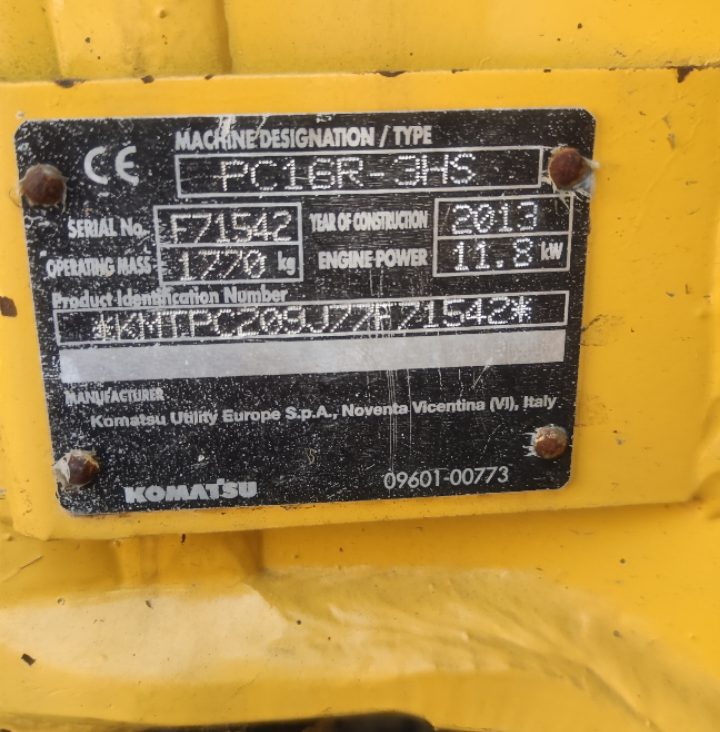 CE
MACHINE DESIGNATION / TYPE
PC16R-3HS
SERIAL No. F71542 YEAR OF CONSTRUCTION 2013
OPERATING MASS 1770 kg ENGINE POWER 11.8 kW
Product Identification Number
*KMTPC209J77F71542*
MANUFACTURER
Komatsu Utility Europe S.p.A., Noventa Vicentina (VI), Italy
KOMATSU 09601-00773